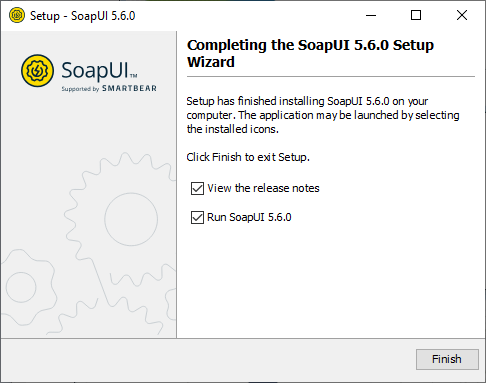 Setup - SoapUI 5.6.0
SoapUI™
Supported by SMARTBEAR
Completing the SoapUI 5.6.0 Setup
Wizard
Setup has finished installing SoapUI 5.6.0 on your
computer. The application may be launched by selecting
the installed icons.
Click Finish to exit Setup.
View the release notes
Run SoapUI 5.6.0
Finish